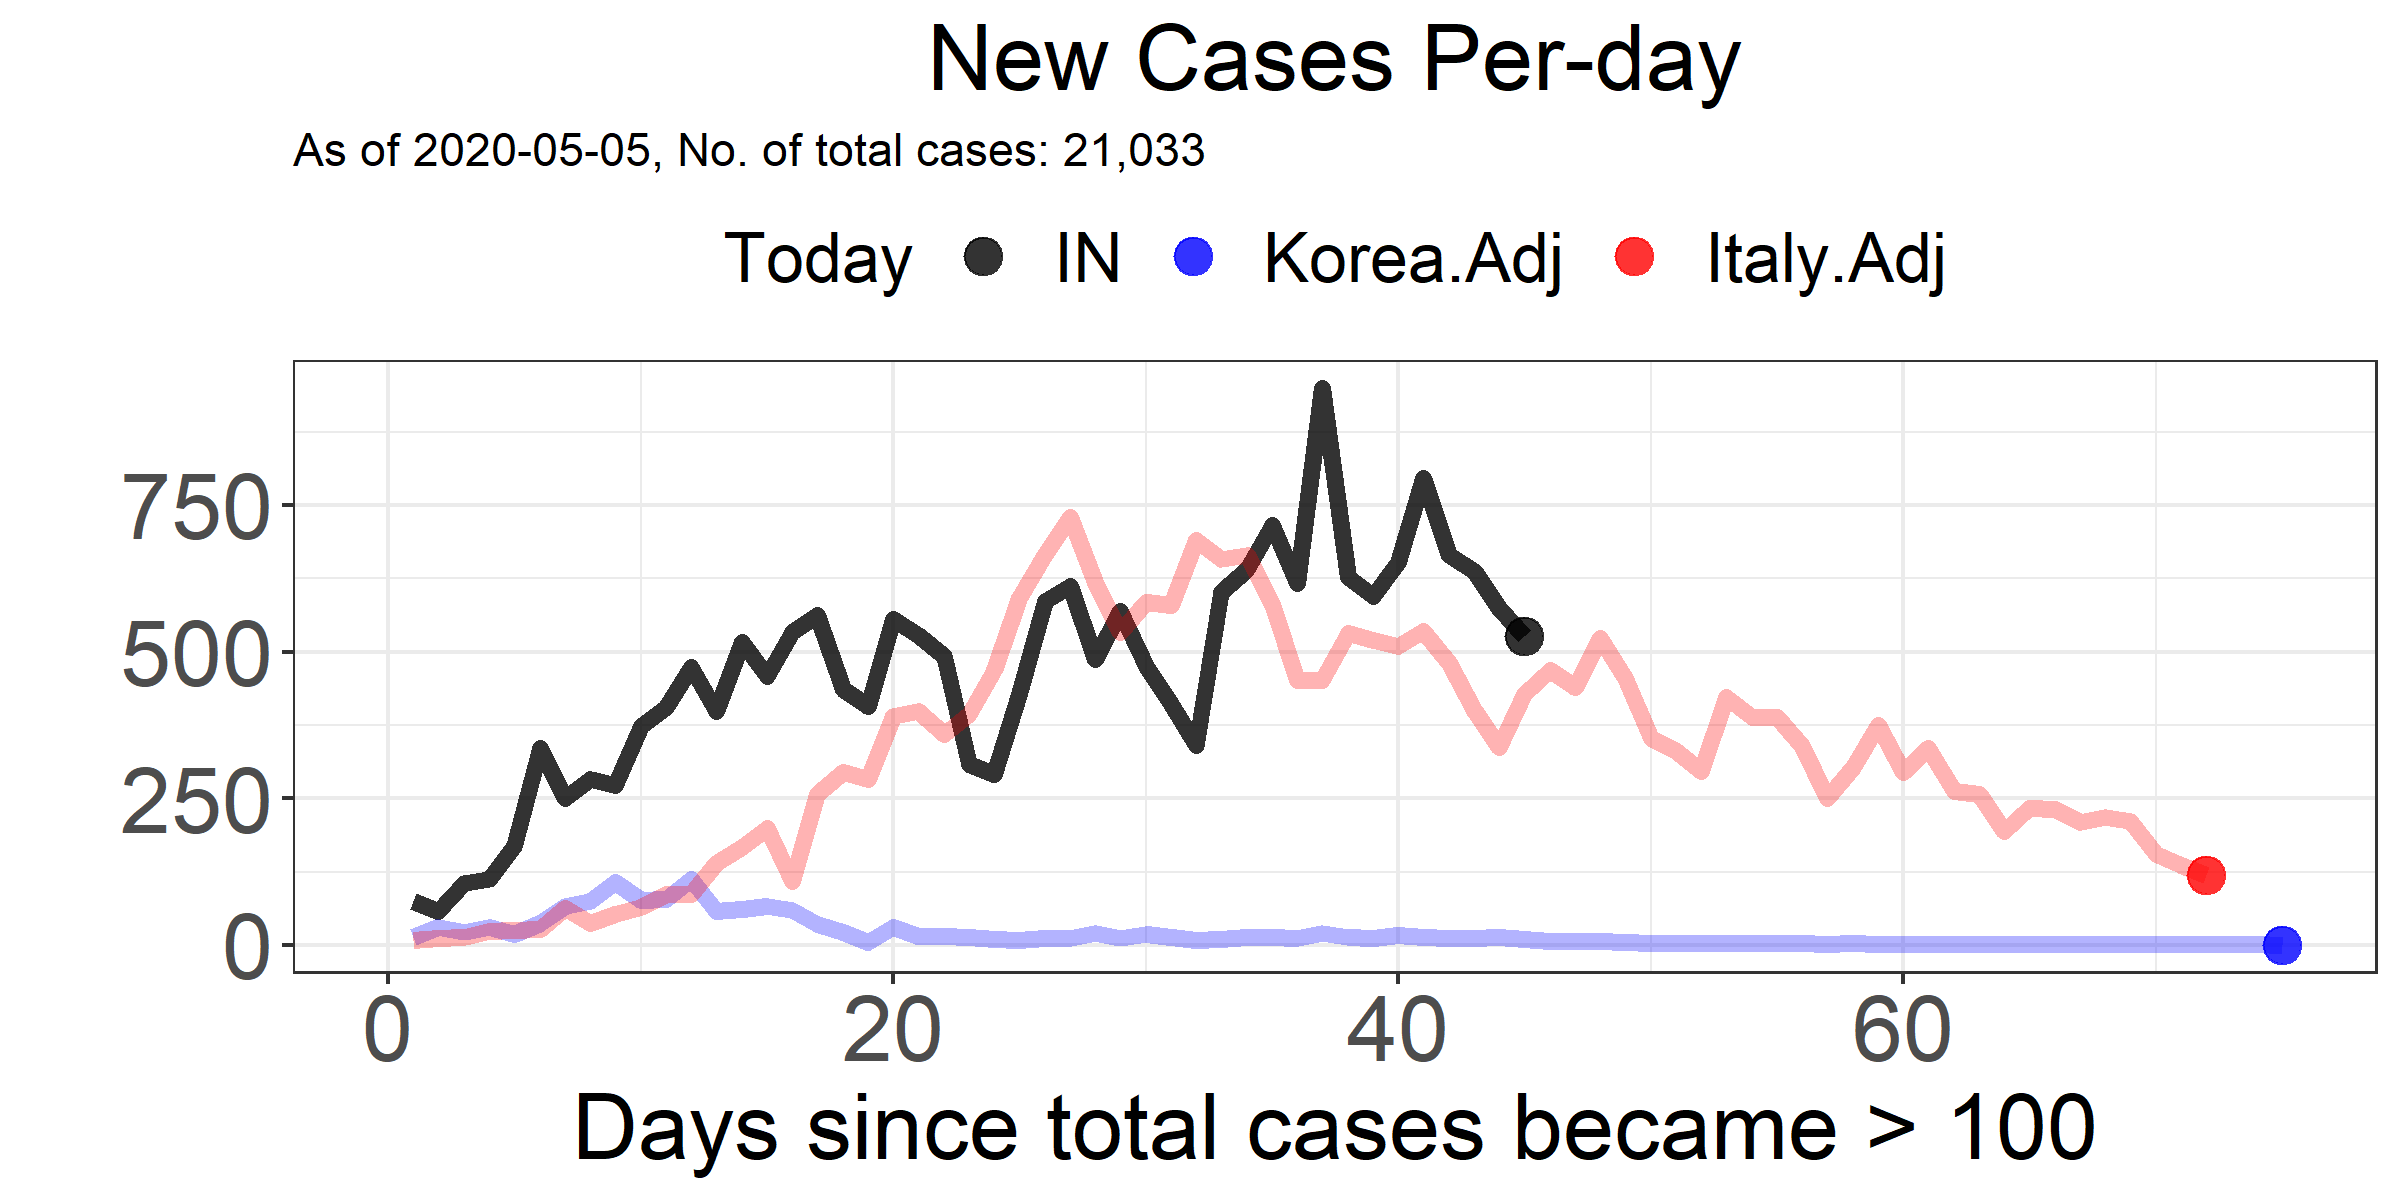 New Cases Per-day
As of 2020-05-05, No. of total cases: 21,033
Today IN Korea.Adj Italy.Adj
750
500
250
0
0 20 40 60
Days since total cases became > 100